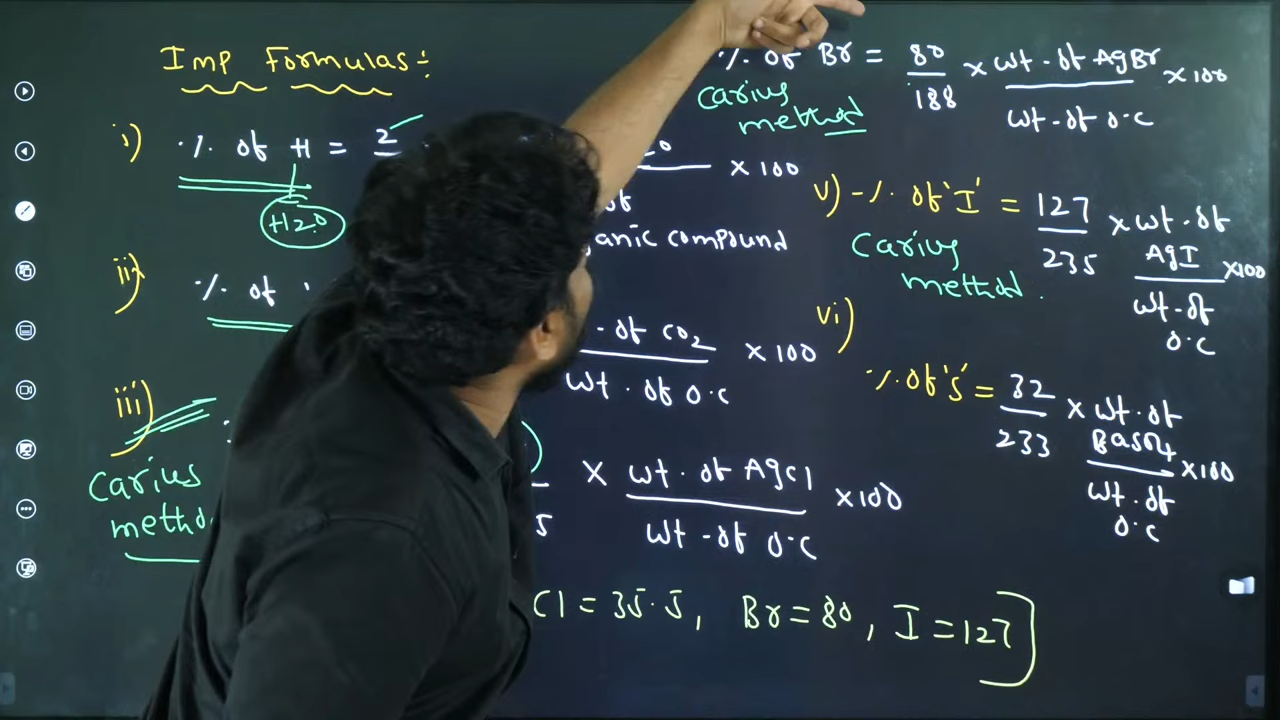 Imp Formulas :
i) % of H = 2
H20
× 100
anic compound
ii) % of
- of CO2 × 100
wt. of o.c
iii)
Carius
metho
5 × wt. of AgCl ×100
wt - of o.c
Cl = 35.5, Br = 80, I = 127]
% of Br = 80 × wt. of AgBr ×100
188 wt. of o.c
Carius
method
v) - % of 'I' = 127 × wt. of
235 AgI ×100
wt. of
o.c
Carius
method.
vi)
% of 's' = 32 × wt. of
233 BaSO4 ×100
wt. of
o.c